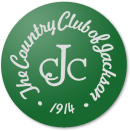 The Country Club of Jackson
CJC
· 1914 ·